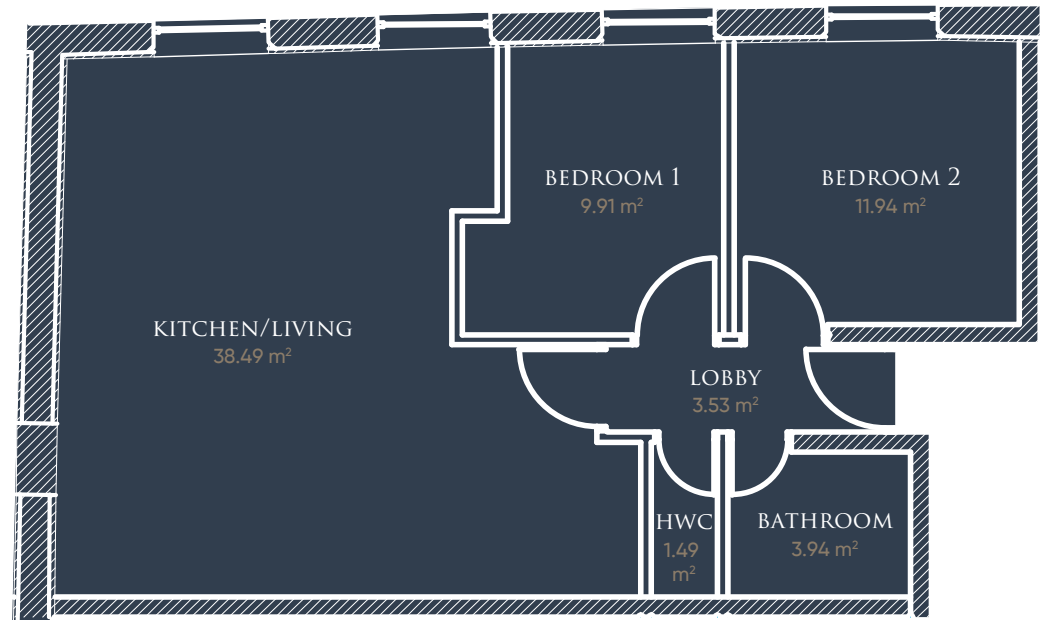 BEDROOM 1
9.91 m²
BEDROOM 2
11.94 m²
KITCHEN/LIVING
38.49 m²
LOBBY
3.53 m²
HWC
1.49
m²
BATHROOM
3.94 m²